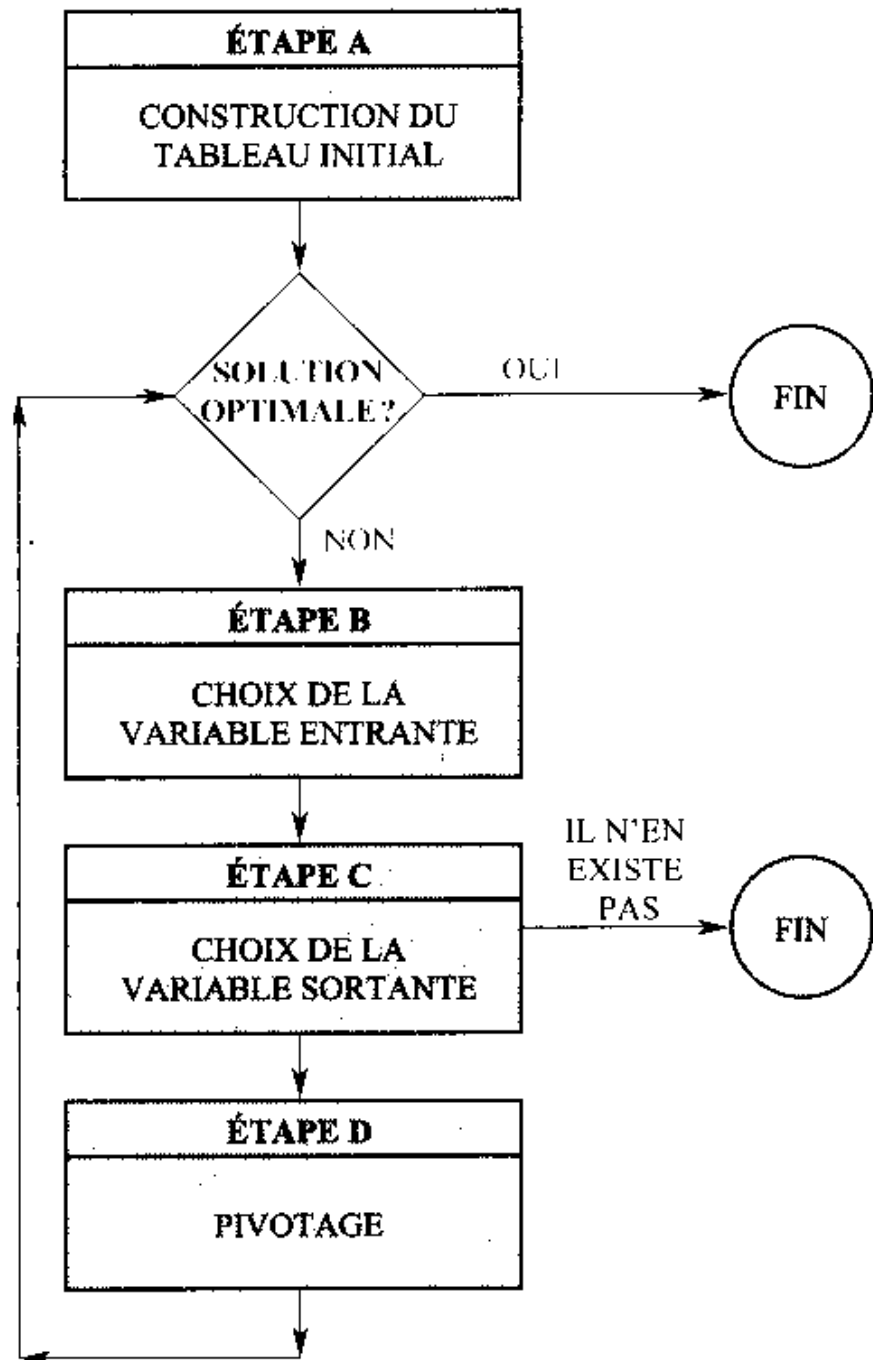 ÉTAPE A
CONSTRUCTION DU
TABLEAU INITIAL
SOLUTION
OPTIMALE ?
OUI
FIN
NON
ÉTAPE B
CHOIX DE LA
VARIABLE ENTRANTE
ÉTAPE C
CHOIX DE LA
VARIABLE SORTANTE
IL N'EN
EXISTE
PAS
FIN
ÉTAPE D
PIVOTAGE